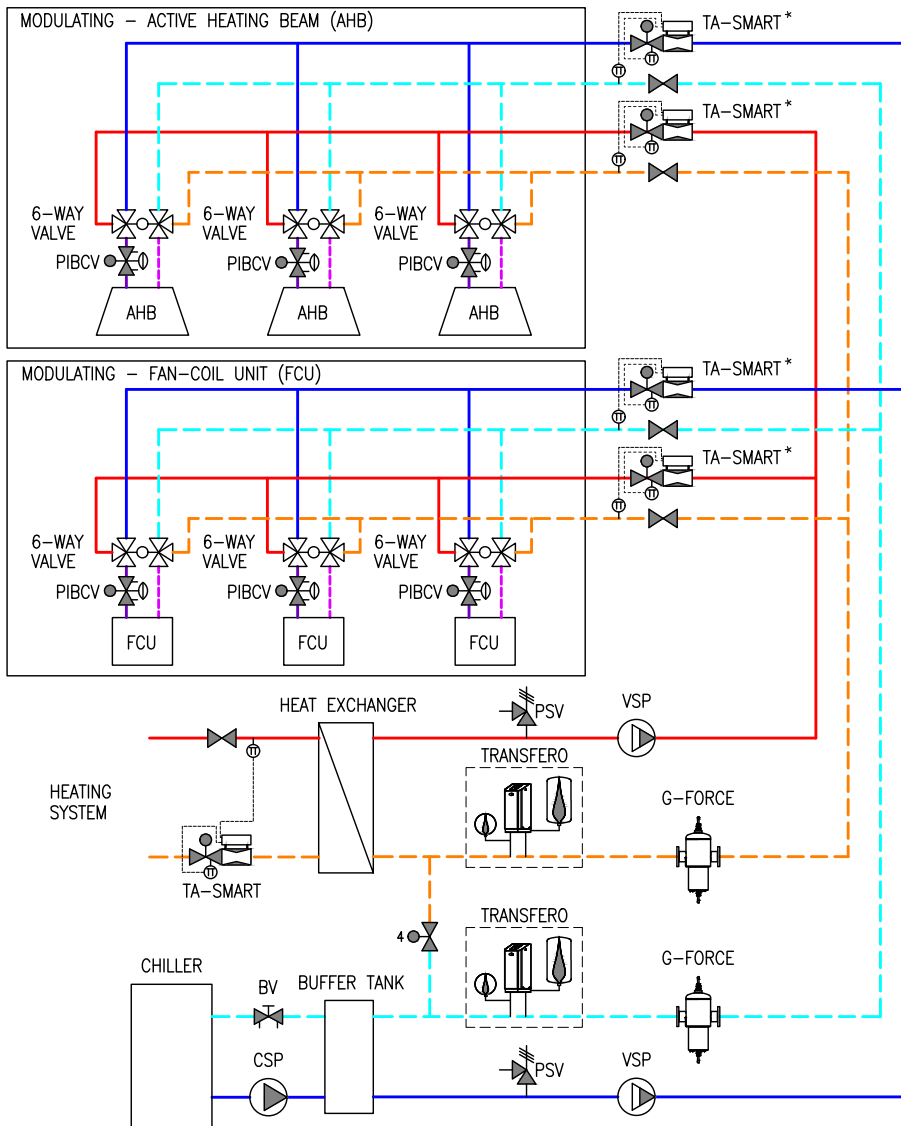 MODULATING – ACTIVE HEATING BEAM (AHB)
TA–SMART*
TA–SMART*
6–WAY
VALVE
6–WAY
VALVE
6–WAY
VALVE
PIBCV
PIBCV
PIBCV
AHB
AHB
AHB
MODULATING – FAN–COIL UNIT (FCU)
TA–SMART*
TA–SMART*
6–WAY
VALVE
6–WAY
VALVE
6–WAY
VALVE
PIBCV
PIBCV
PIBCV
FCU
FCU
FCU
HEAT EXCHANGER
PSV
VSP
TRANSFERO
HEATING
SYSTEM
G–FORCE
TA–SMART
TRANSFERO
4
CHILLER
BV
BUFFER TANK
G–FORCE
CSP
PSV
VSP